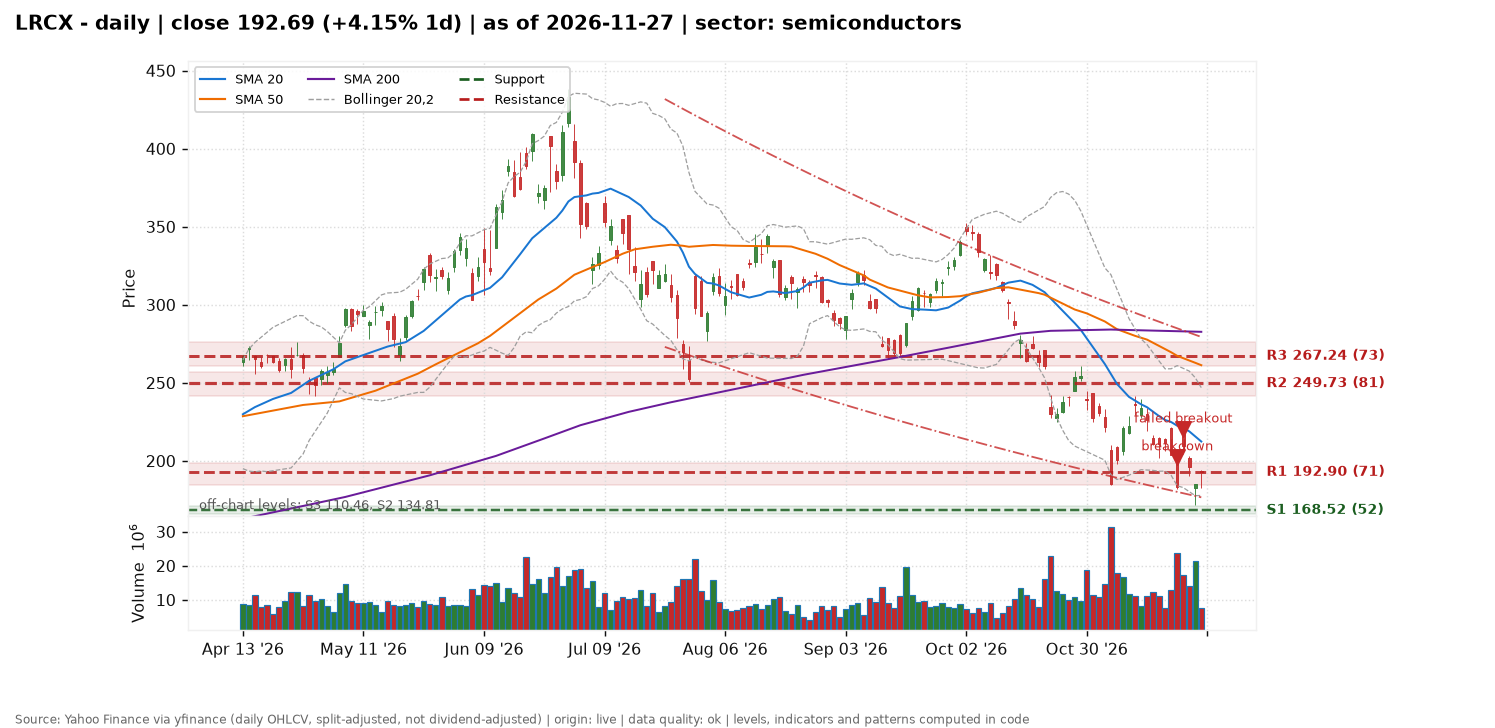 LRCX - daily | close 192.69 (+4.15% 1d) | as of 2026-11-27 | sector: semiconductors
SMA 20
SMA 50
SMA 200
Bollinger 20,2
Support
Resistance
Price
450
400
350
300
250
200
R3 267.24 (73)
R2 249.73 (81)
R1 192.90 (71)
S1 168.52 (52)
failed breakout
breakdown
off-chart levels: S3 110.46, S2 134.81
Volume 10⁶
30
20
10
Apr 13 '26
May 11 '26
Jun 09 '26
Jul 09 '26
Aug 06 '26
Sep 03 '26
Oct 02 '26
Oct 30 '26
Source: Yahoo Finance via yfinance (daily OHLCV, split-adjusted, not dividend-adjusted) | origin: live | data quality: ok | levels, indicators and patterns computed in code